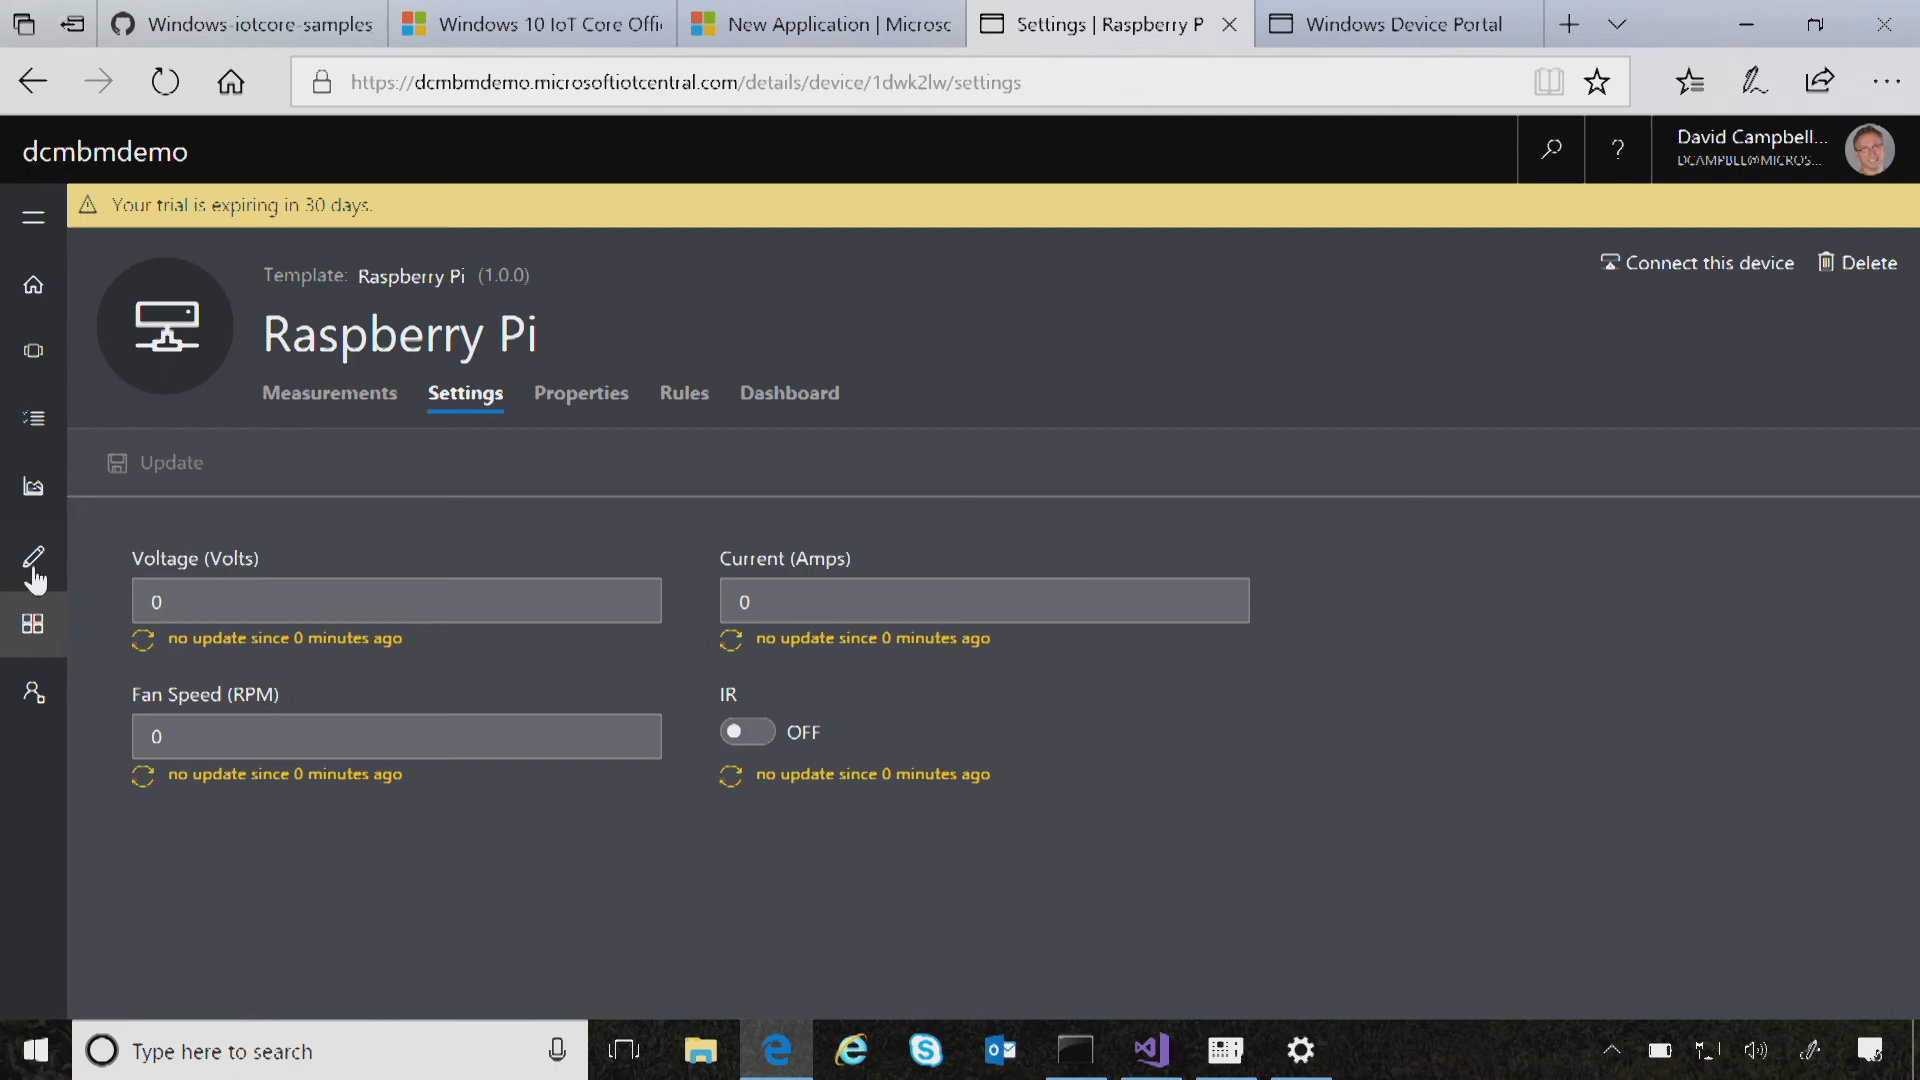 Windows-iotcore-samples
Windows 10 IoT Core Offi
New Application | Microsc
Settings | Raspberry P
Windows Device Portal
https://dcmbmdemo.microsoftiotcentral.com/details/device/1dwk2lw/settings
dcmbmdemo
?
David Campbell...
DCAMPBELL@MICROS...
Your trial is expiring in 30 days.
Template: Raspberry Pi (1.0.0)
Connect this device
Delete
Raspberry Pi
Measurements Settings Properties Rules Dashboard
Update
Voltage (Volts)
0
no update since 0 minutes ago
Current (Amps)
0
no update since 0 minutes ago
Fan Speed (RPM)
0
no update since 0 minutes ago
IR
OFF
no update since 0 minutes ago
Type here to search